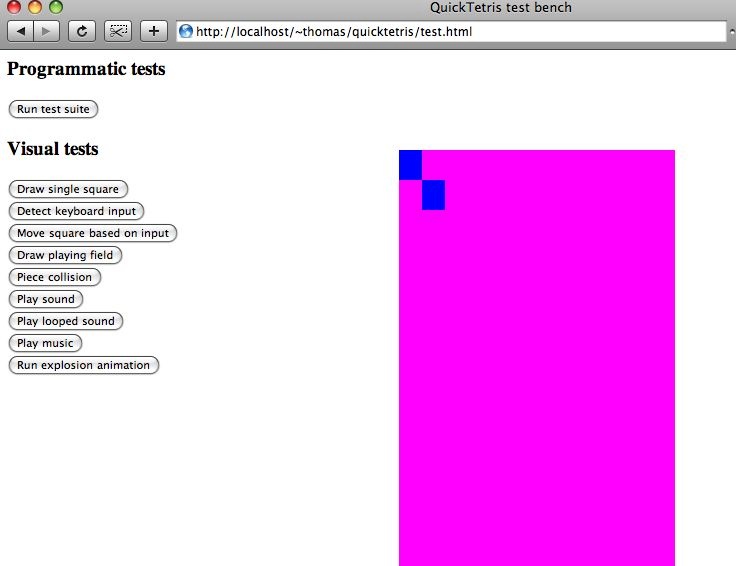 QuickTetris test bench
http://localhost/~thomas/quicktetris/test.html
Programmatic tests
Run test suite
Visual tests
Draw single square
Detect keyboard input
Move square based on input
Draw playing field
Piece collision
Play sound
Play looped sound
Play music
Run explosion animation